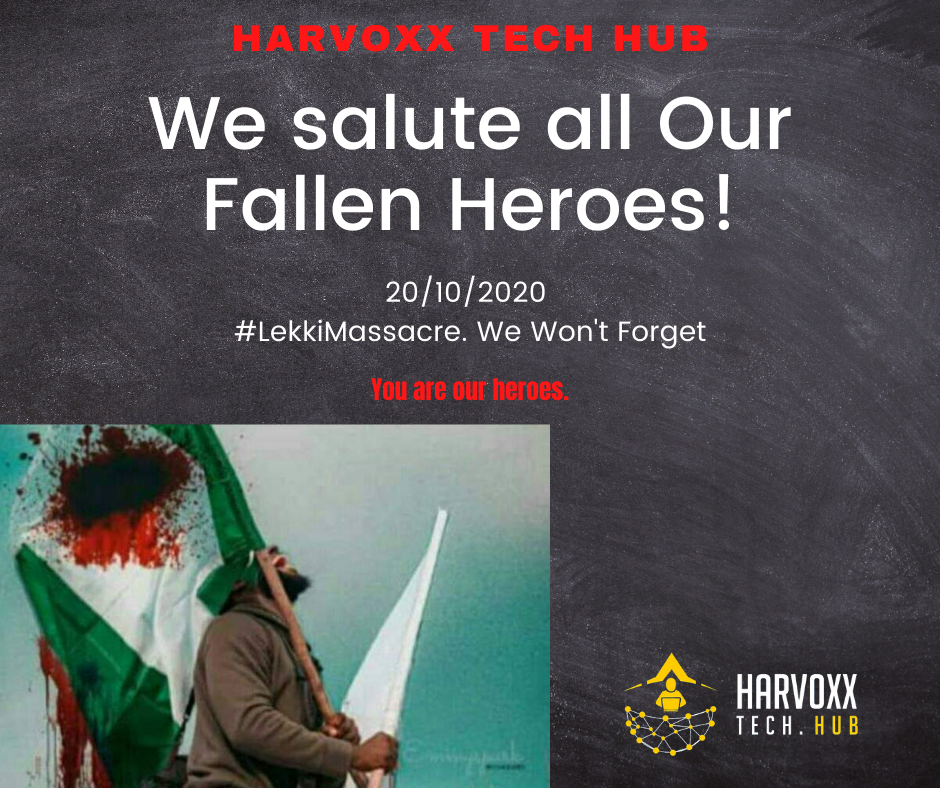 HARVOXX TECH HUB
We salute all Our
Fallen Heroes!
20/10/2020
#LekkiMassacre. We Won't Forget
You are our heroes.
HARVOXX
TECH. HUB